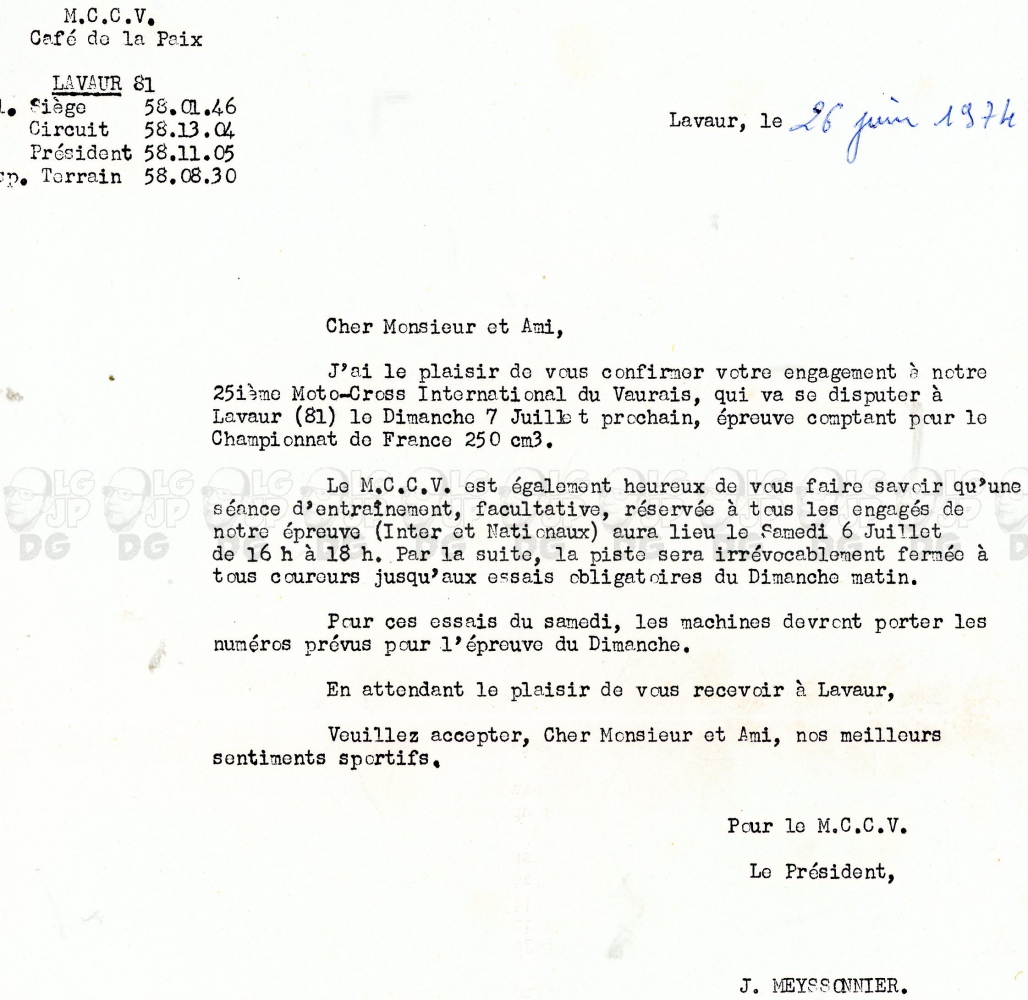 M.C.C.V.
Café de la Paix
LAVAUR 81
Siège 58.01.46
Circuit 58.13.04
Président 58.11.05
Terrain 58.08.30
Lavaur, le 26 juin 1974
Cher Monsieur et Ami,
J'ai le plaisir de vous confirmer votre engagement à notre
25ième Moto-Cross International du Vaurais, qui va se disputer à
Lavaur (81) le Dimanche 7 Juillet prochain, épreuve comptant pour le
Championnat de France 250 cm3.
Le M.C.C.V. est également heureux de vous faire savoir qu'une
séance d'entraînement, facultative, réservée à tous les engagés de
notre épreuve (Inter et Nationaux) aura lieu le Samedi 6 Juillet
de 16 h à 18 h. Par la suite, la piste sera irrévocablement fermée à
tous coureurs jusqu'aux essais obligatoires du Dimanche matin.
Pour ces essais du samedi, les machines devront porter les
numéros prévus pour l'épreuve du Dimanche.
En attendant le plaisir de vous recevoir à Lavaur,
Veuillez accepter, Cher Monsieur et Ami, nos meilleurs
sentiments sportifs.
Pour le M.C.C.V.
Le Président,
J. MEYSSONNIER.
LG JP DG